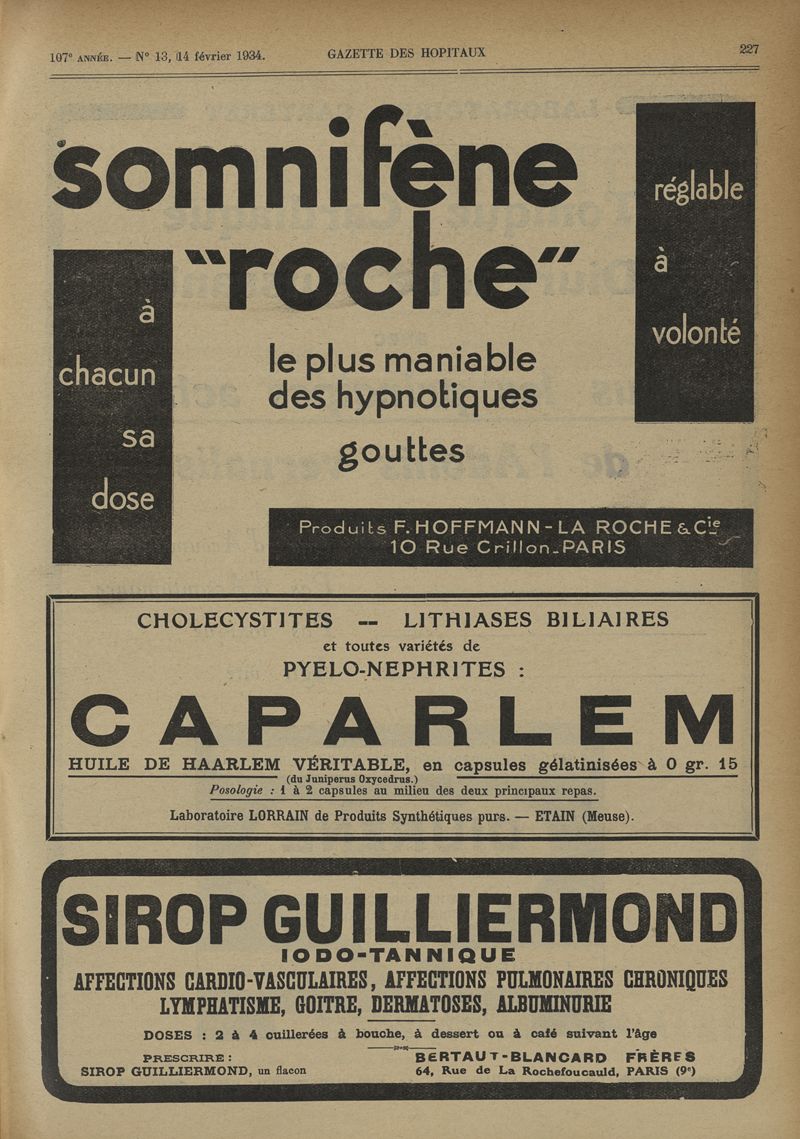 107e ANNÉE. — N° 13, 14 février 1934.
GAZETTE DES HOPITAUX
227
somnifène
"roche"
réglable
à
volonté
à
chacun
sa
dose
le plus maniable
des hypnotiques
gouttes
Produits F. HOFFMANN - LA ROCHE & Cie
10 Rue Crillon - PARIS
CHOLECYSTITES -- LITHIASES BILIAIRES
et toutes variétés de
PYELO-NEPHRITES :
CAPARLEM
HUILE DE HAARLEM VÉRITABLE, en capsules gélatinisées à 0 gr. 15
(du Juniperus Oxycedrus.)
Posologie : 1 à 2 capsules au milieu des deux principaux repas.
Laboratoire LORRAIN de Produits Synthétiques purs. — ETAIN (Meuse).
SIROP GUILLIERMOND
IODO-TANNIQUE
AFFECTIONS CARDIO-VASCULAIRES, AFFECTIONS PULMONAIRES CHRONIQUES
LYMPHATISME, GOITRE, DERMATOSES, ALBUMINURIE
DOSES : 2 à 4 cuillerées à bouche, à dessert ou à café suivant l'âge
PRESCRIRE :
SIROP GUILLIERMOND, un flacon
BERTAUT-BLANCARD FRÈRES
64, Rue de La Rochefoucauld, PARIS (9e)